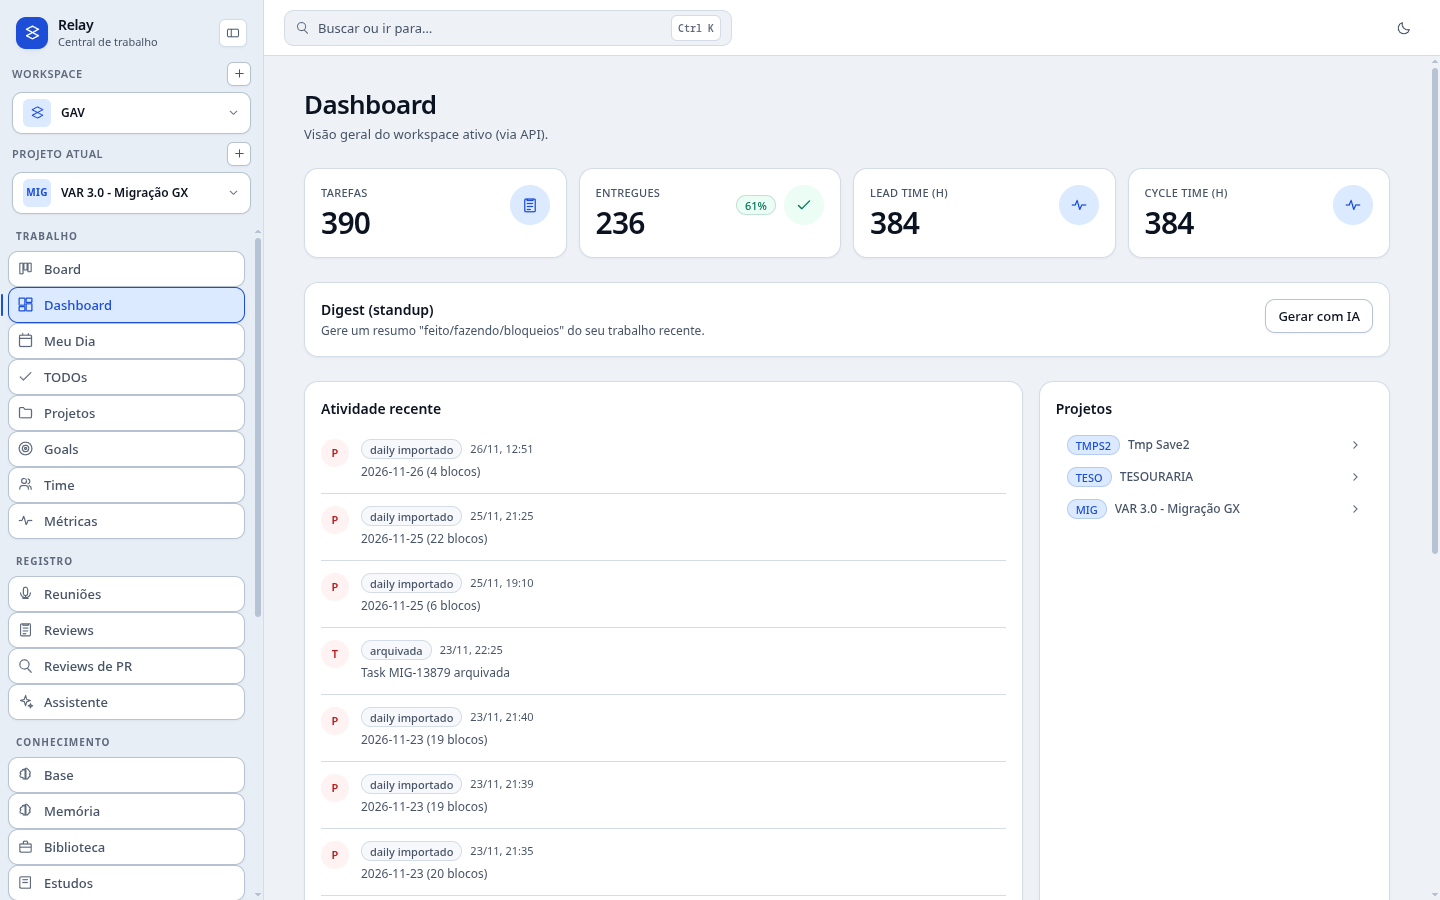 Relay
Central de trabalho
WORKSPACE
GAV
PROJETO ATUAL
MIG VAR 3.0 - Migração GX
TRABALHO
Board
Dashboard
Meu Dia
TODOs
Projetos
Goals
Time
Métricas
REGISTRO
Reuniões
Reviews
Reviews de PR
Assistente
CONHECIMENTO
Base
Memória
Biblioteca
Estudos
Buscar ou ir para...
Ctrl K
Dashboard
Visão geral do workspace ativo (via API).
TAREFAS
390
ENTREGUES
236
61%
LEAD TIME (H)
384
CYCLE TIME (H)
384
Digest (standup)
Gere um resumo "feito/fazendo/bloqueios" do seu trabalho recente.
Gerar com IA
Atividade recente
P daily importado 26/11, 12:51
2026-11-26 (4 blocos)
P daily importado 25/11, 21:25
2026-11-25 (22 blocos)
P daily importado 25/11, 19:10
2026-11-25 (6 blocos)
T arquivada 23/11, 22:25
Task MIG-13879 arquivada
P daily importado 23/11, 21:40
2026-11-23 (19 blocos)
P daily importado 23/11, 21:39
2026-11-23 (19 blocos)
P daily importado 23/11, 21:35
2026-11-23 (20 blocos)
Projetos
TMPS2 Tmp Save2
TESO TESOURARIA
MIG VAR 3.0 - Migração GX